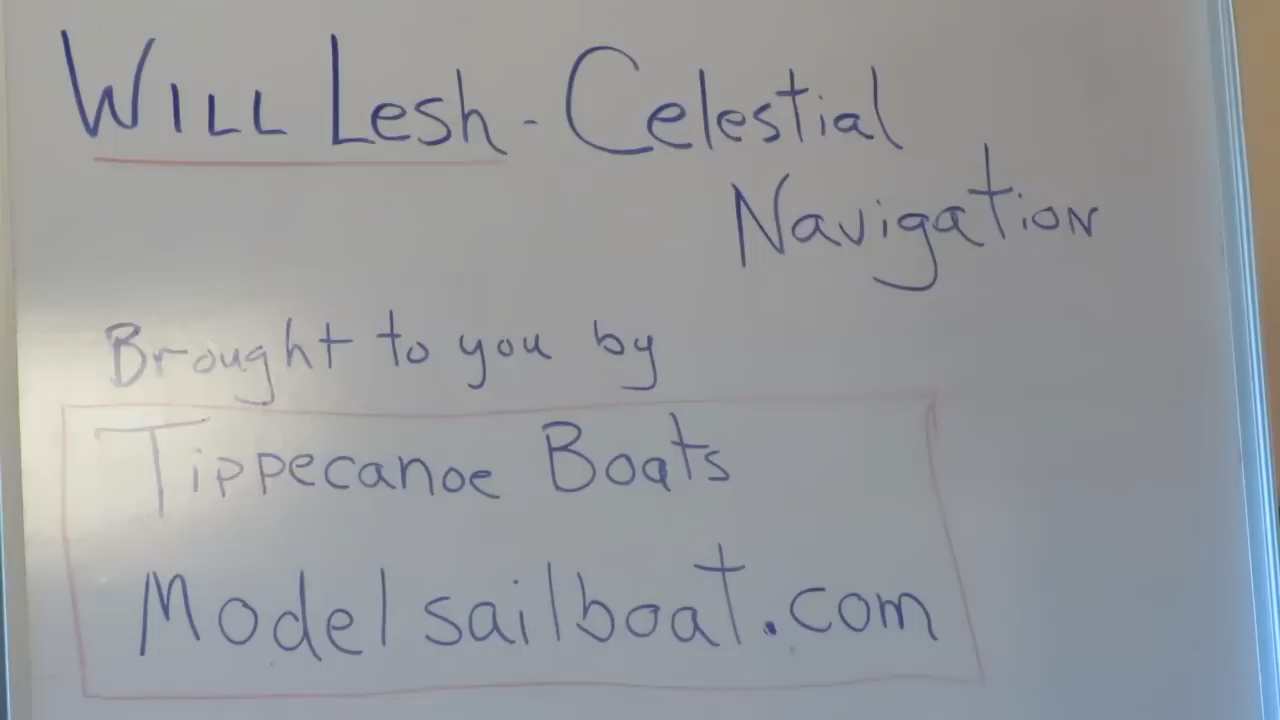 WILL Lesh - Celestial
Navigation
Brought to you by
Tippecanoe Boats
Modelsailboat.com